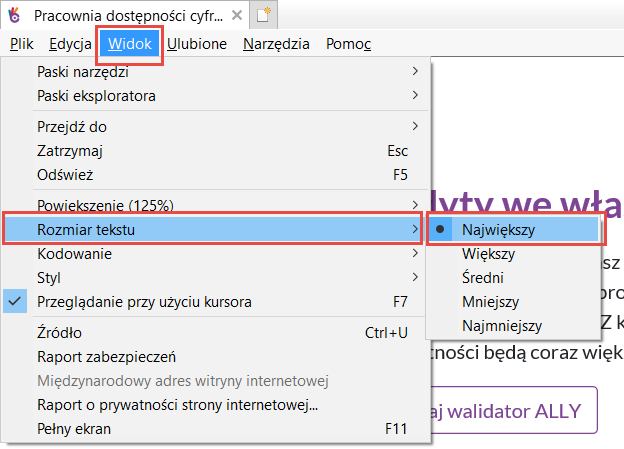 Pracownia dostępności cyfr...
Plik Edycja Widok Ulubione Narzędzia Pomoc
Paski narzędzi
Paski eksploratora
Przejdź do
Zatrzymaj Esc
Odśwież F5
Powiększenie (125%)
Rozmiar tekstu
Kodowanie
Styl
Przeglądanie przy użyciu kursora F7
Źródło Ctrl+U
Raport zabezpieczeń
Międzynarodowy adres witryny internetowej
Raport o prywatności strony internetowej...
Pełny ekran F11
Największy
Większy
Średni
Mniejszy
Najmniejszy
dyty we wła
asz
pro
Z k
tności będą coraz więk
aj walidator ALLY